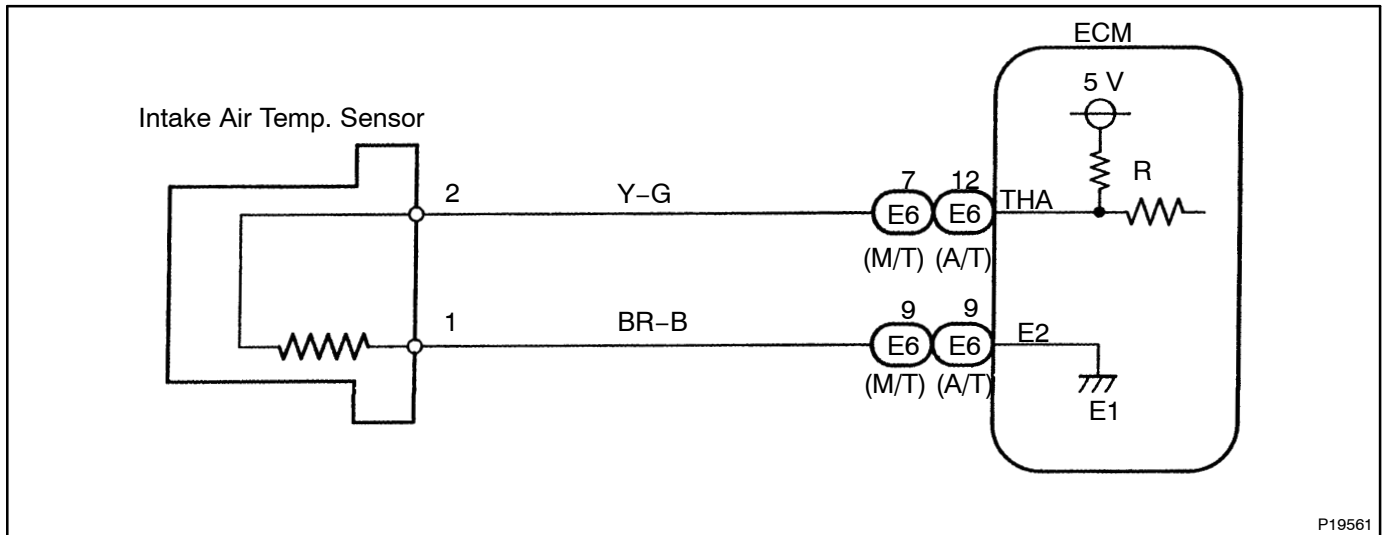 ECM
5 V
Intake Air Temp. Sensor
R
2 Y−G 7 12
E6 E6 THA
(M/T) (A/T)
1 BR−B 9 9
E6 E6 E2
(M/T) (A/T)
E1
P19561